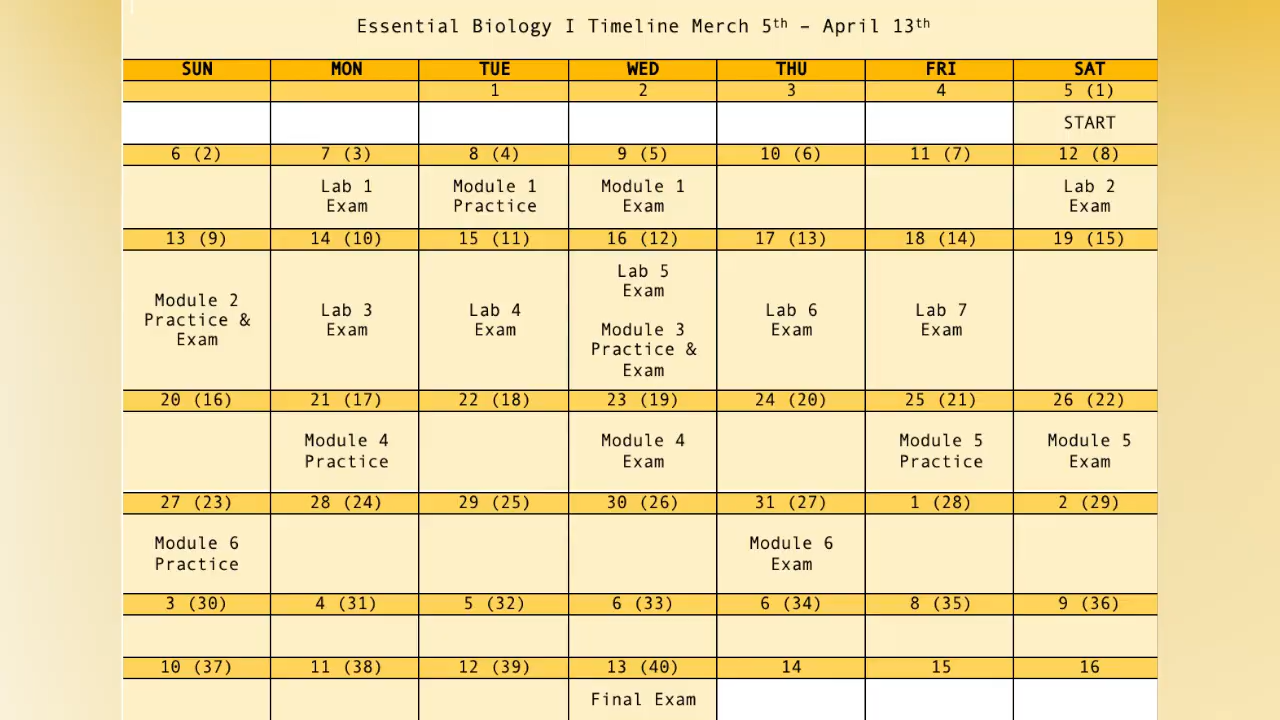 Essential Biology I Timeline Merch 5th – April 13th
SUN MON TUE WED THU FRI SAT
1 2 3 4 5 (1)
START
6 (2) 7 (3) 8 (4) 9 (5) 10 (6) 11 (7) 12 (8)
Lab 1 Module 1 Module 1 Lab 2
Exam Practice Exam Exam
13 (9) 14 (10) 15 (11) 16 (12) 17 (13) 18 (14) 19 (15)
Module 2
Practice &
Exam
Lab 3
Exam
Lab 4
Exam
Lab 5
Exam
Module 3
Practice &
Exam
Lab 6
Exam
Lab 7
Exam
20 (16) 21 (17) 22 (18) 23 (19) 24 (20) 25 (21) 26 (22)
Module 4 Module 4 Module 5 Module 5
Practice Exam Practice Exam
27 (23) 28 (24) 29 (25) 30 (26) 31 (27) 1 (28) 2 (29)
Module 6 Module 6
Practice Exam
3 (30) 4 (31) 5 (32) 6 (33) 6 (34) 8 (35) 9 (36)
10 (37) 11 (38) 12 (39) 13 (40) 14 15 16
Final Exam